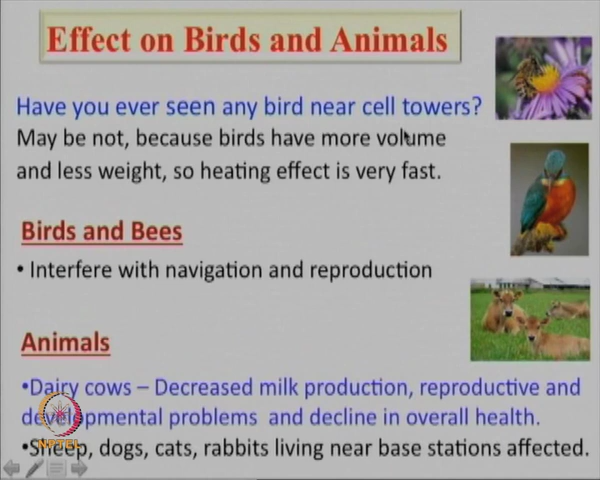 Effect on Birds and Animals
Have you ever seen any bird near cell towers?
May be not, because birds have more volume
and less weight, so heating effect is very fast.
Birds and Bees
• Interfere with navigation and reproduction
Animals
•Dairy cows – Decreased milk production, reproductive and
developmental problems and decline in overall health.
•Sheep, dogs, cats, rabbits living near base stations affected.
NPTEL